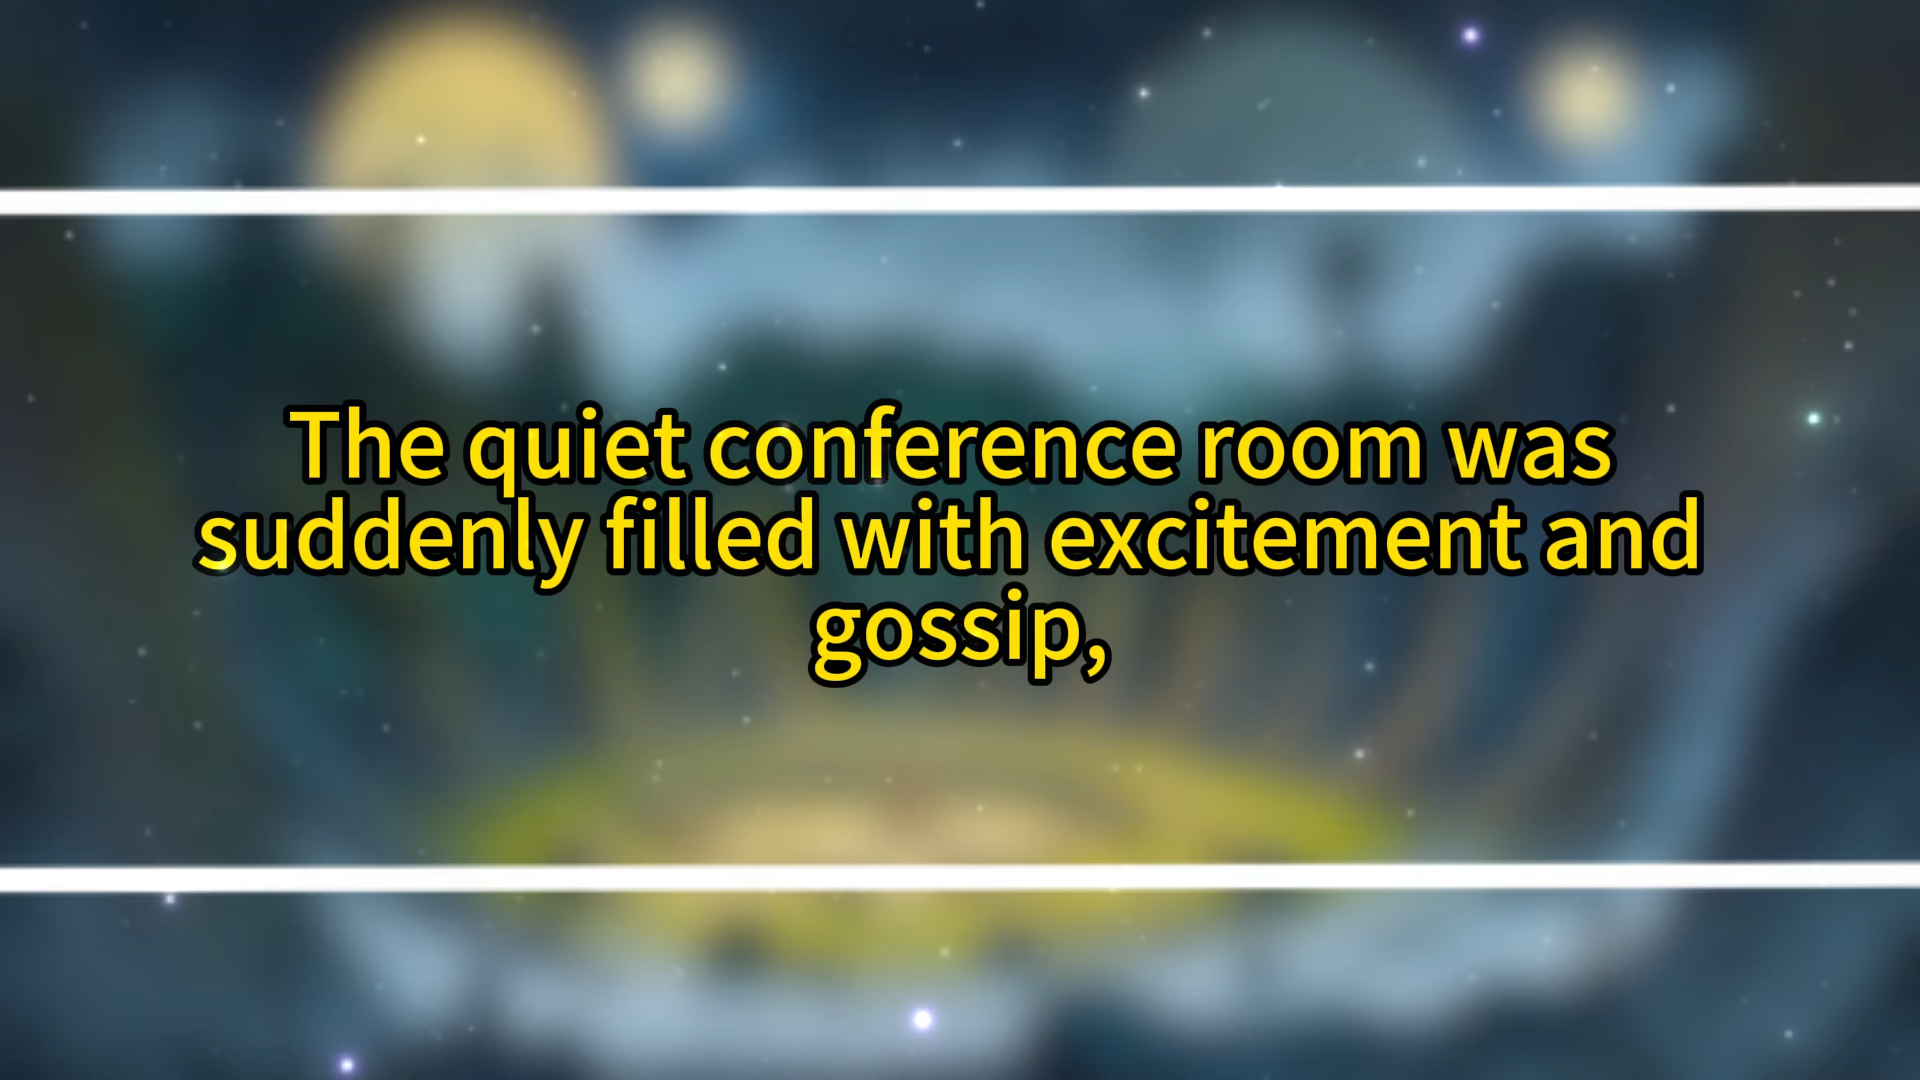 The quiet conference room was
suddenly filled with excitement and
gossip,